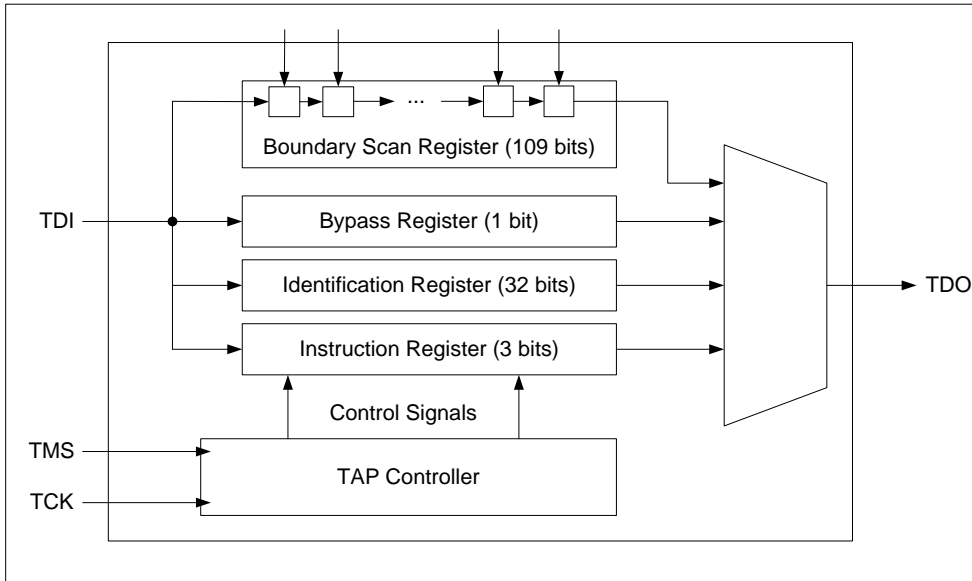 ...
Boundary Scan Register (109 bits)
TDI
Bypass Register (1 bit)
Identification Register (32 bits)
TDO
Instruction Register (3 bits)
Control Signals
TMS
TAP Controller
TCK